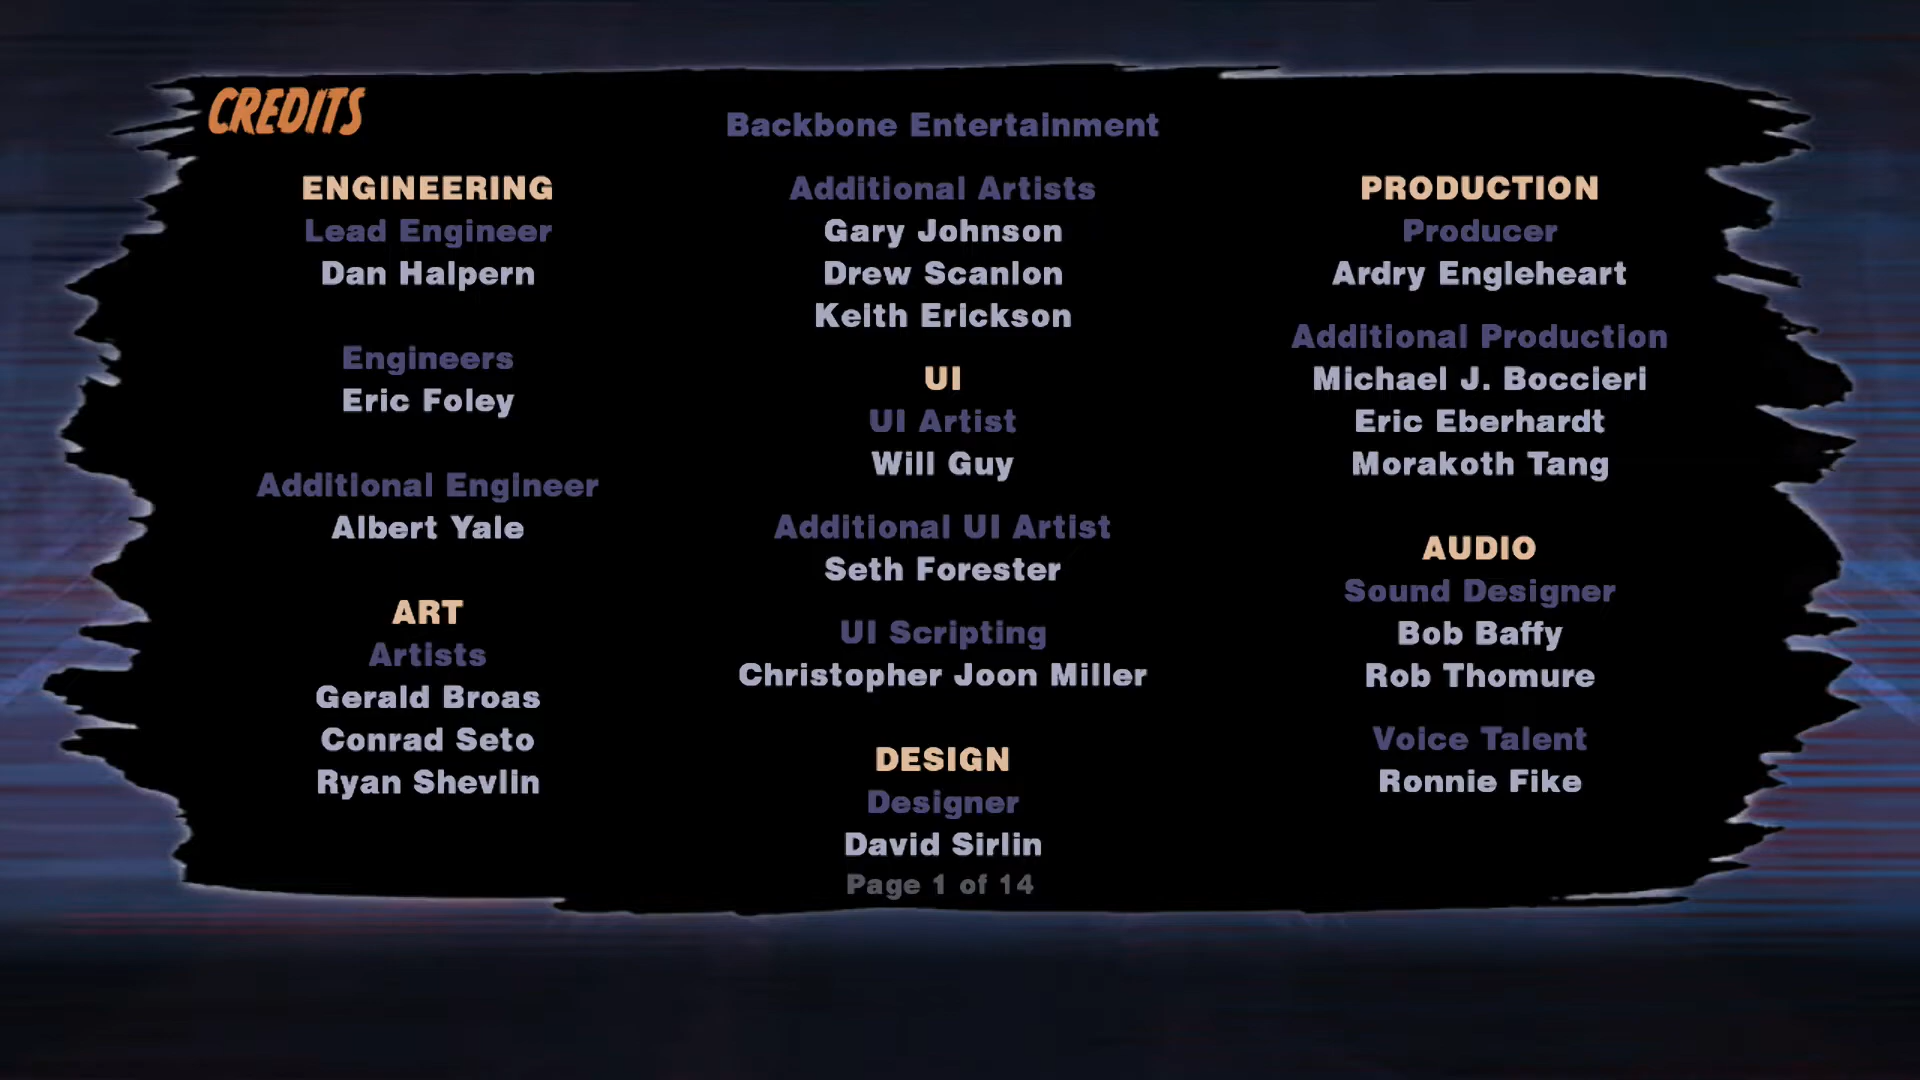 CREDITS
Backbone Entertainment
ENGINEERING
Lead Engineer
Dan Halpern
Engineers
Eric Foley
Additional Engineer
Albert Yale
ART
Artists
Gerald Broas
Conrad Seto
Ryan Shevlin
Additional Artists
Gary Johnson
Drew Scanlon
Keith Erickson
UI
UI Artist
Will Guy
Additional UI Artist
Seth Forester
UI Scripting
Christopher Joon Miller
DESIGN
Designer
David Sirlin
PRODUCTION
Producer
Ardry Engleheart
Additional Production
Michael J. Boccieri
Eric Eberhardt
Morakoth Tang
AUDIO
Sound Designer
Bob Baffy
Rob Thomure
Voice Talent
Ronnie Fike
Page 1 of 14